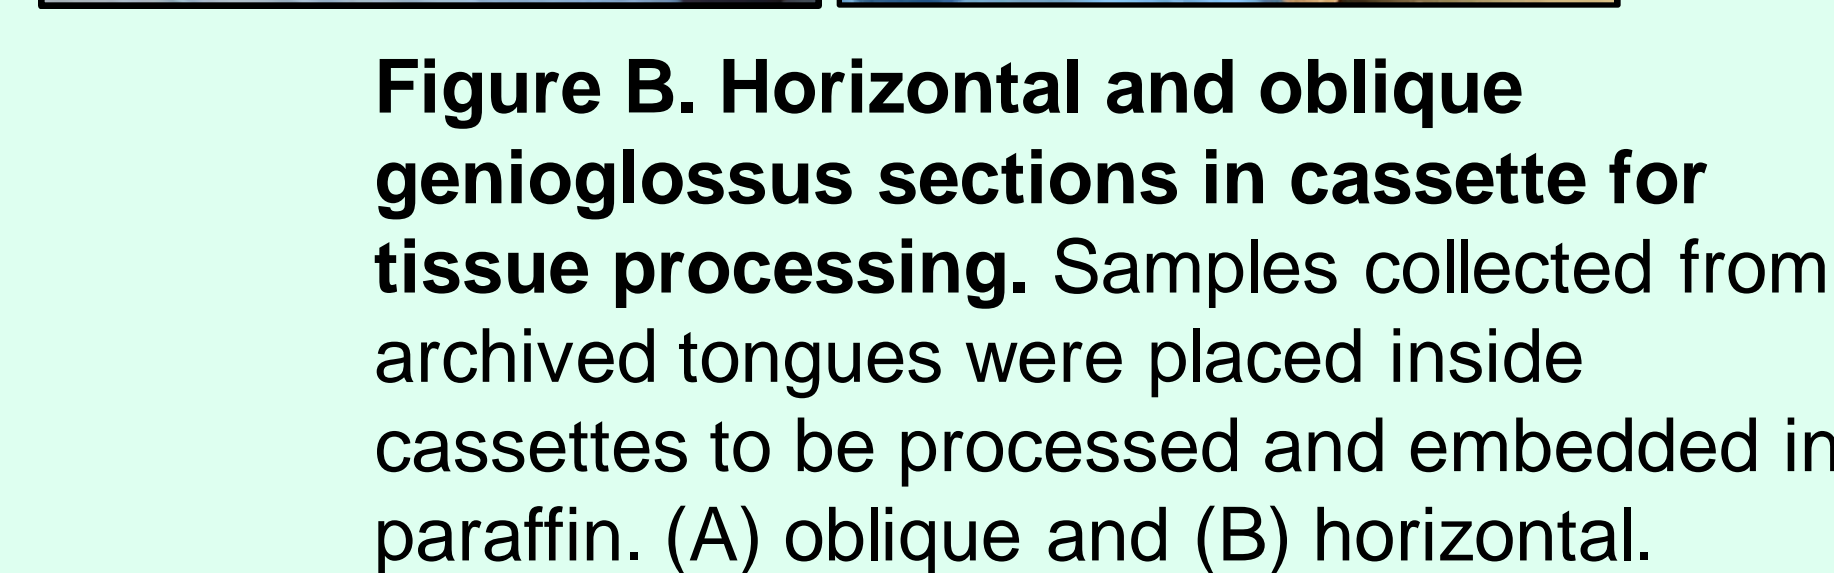 Figure B. Horizontal and oblique
genioglossus sections in cassette for
tissue processing. Samples collected from
archived tongues were placed inside
cassettes to be processed and embedded in
paraffin. (A) oblique and (B) horizontal.